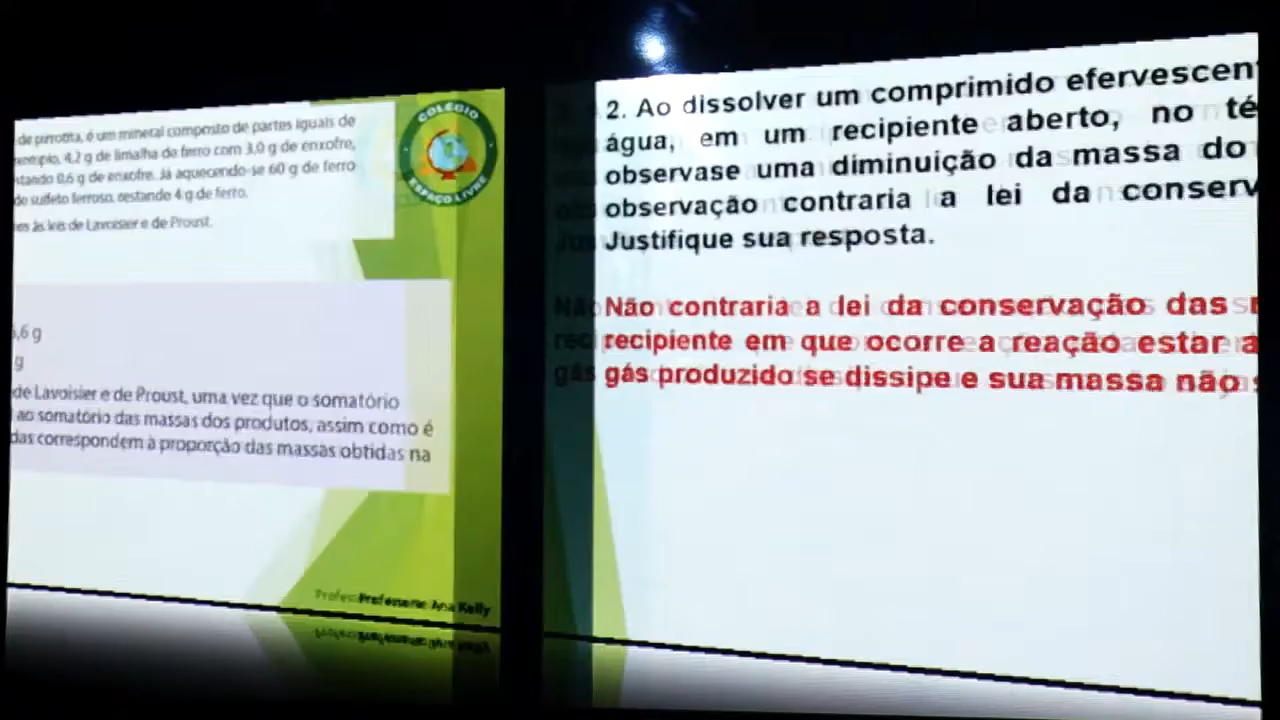 de pirrotita, é um mineral composto de partes iguais de
exemplo, 4,2 g de limalha de ferro com 3,0 g de enxofre,
restando 0,6 g de enxofre. Já aquecendo-se 60 g de ferro
de sulfeto ferroso, restando 4 g de ferro.
às leis de Lavoisier e de Proust.
COLÉGIO
ESPAÇO LIVRE
6,6 g
g
de Lavoisier e de Proust, uma vez que o somatório
ao somatório das massas dos produtos, assim como é
das correspondem à proporção das massas obtidas na
Ana Kelly
2. Ao dissolver um comprimido efervescen
água, em um recipiente aberto, no té
observase uma diminuição da massa do
observação contraria a lei da conserv
Justifique sua resposta.
Não contraria a lei da conservação das
recipiente em que ocorre a reação estar a
gás produzido se dissipe e sua massa não